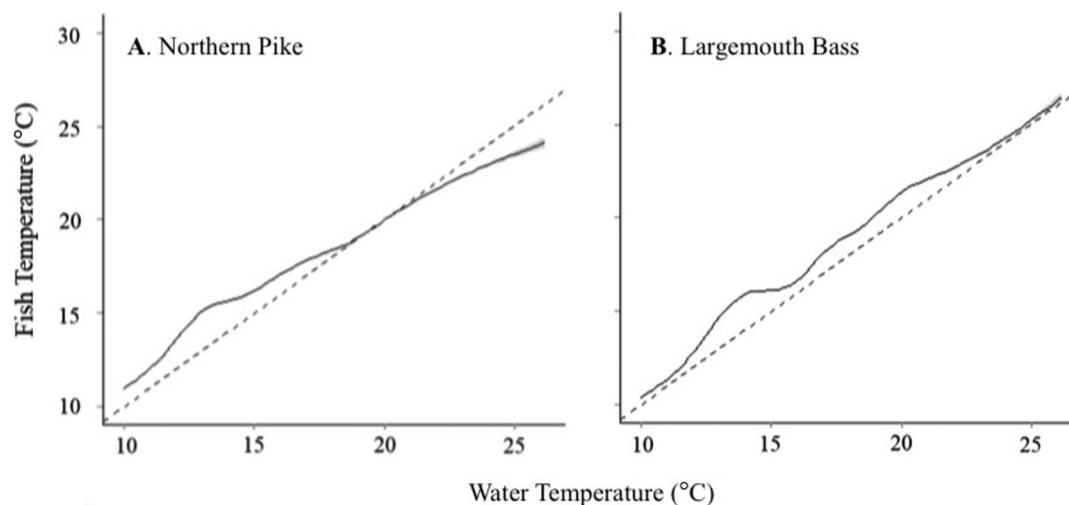 A. Northern Pike
B. Largemouth Bass
Fish Temperature (°C)
30
25
20
15
10
10 15 20 25
10 15 20 25
Water Temperature (°C)